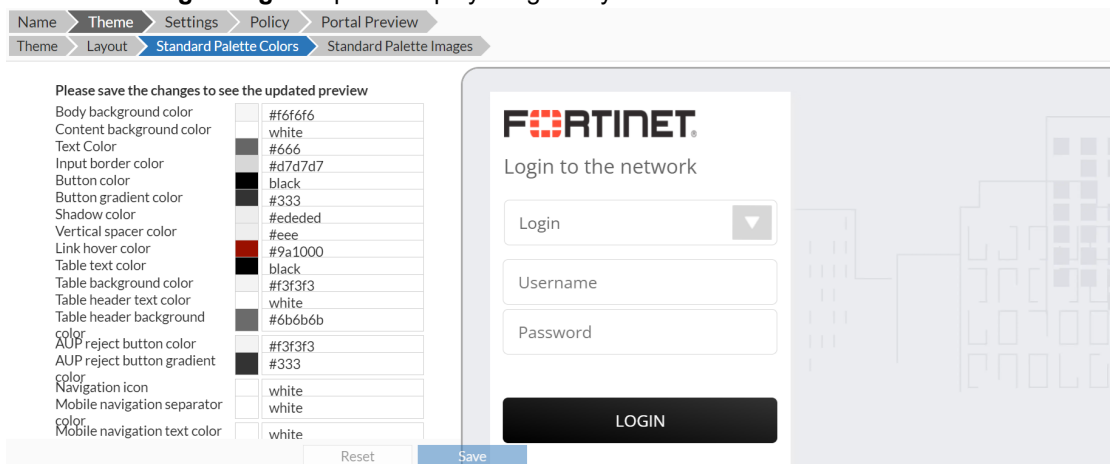 Name Theme Settings Policy Portal Preview
Theme Layout Standard Palette Colors Standard Palette Images
Please save the changes to see the updated preview
Body background color #f6f6f6
Content background color white
Text Color #666
Input border color #d7d7d7
Button color black
Button gradient color #333
Shadow color #ededed
Vertical spacer color #eee
Link hover color #9a1000
Table text color black
Table background color #f3f3f3
Table header text color white
Table header background color #6b6b6b
AUP reject button color #f3f3f3
AUP reject button gradient color #333
Navigation icon white
Mobile navigation separator color white
Mobile navigation text color white
Reset Save
FORTINET
Login to the network
Login
Username
Password
LOGIN